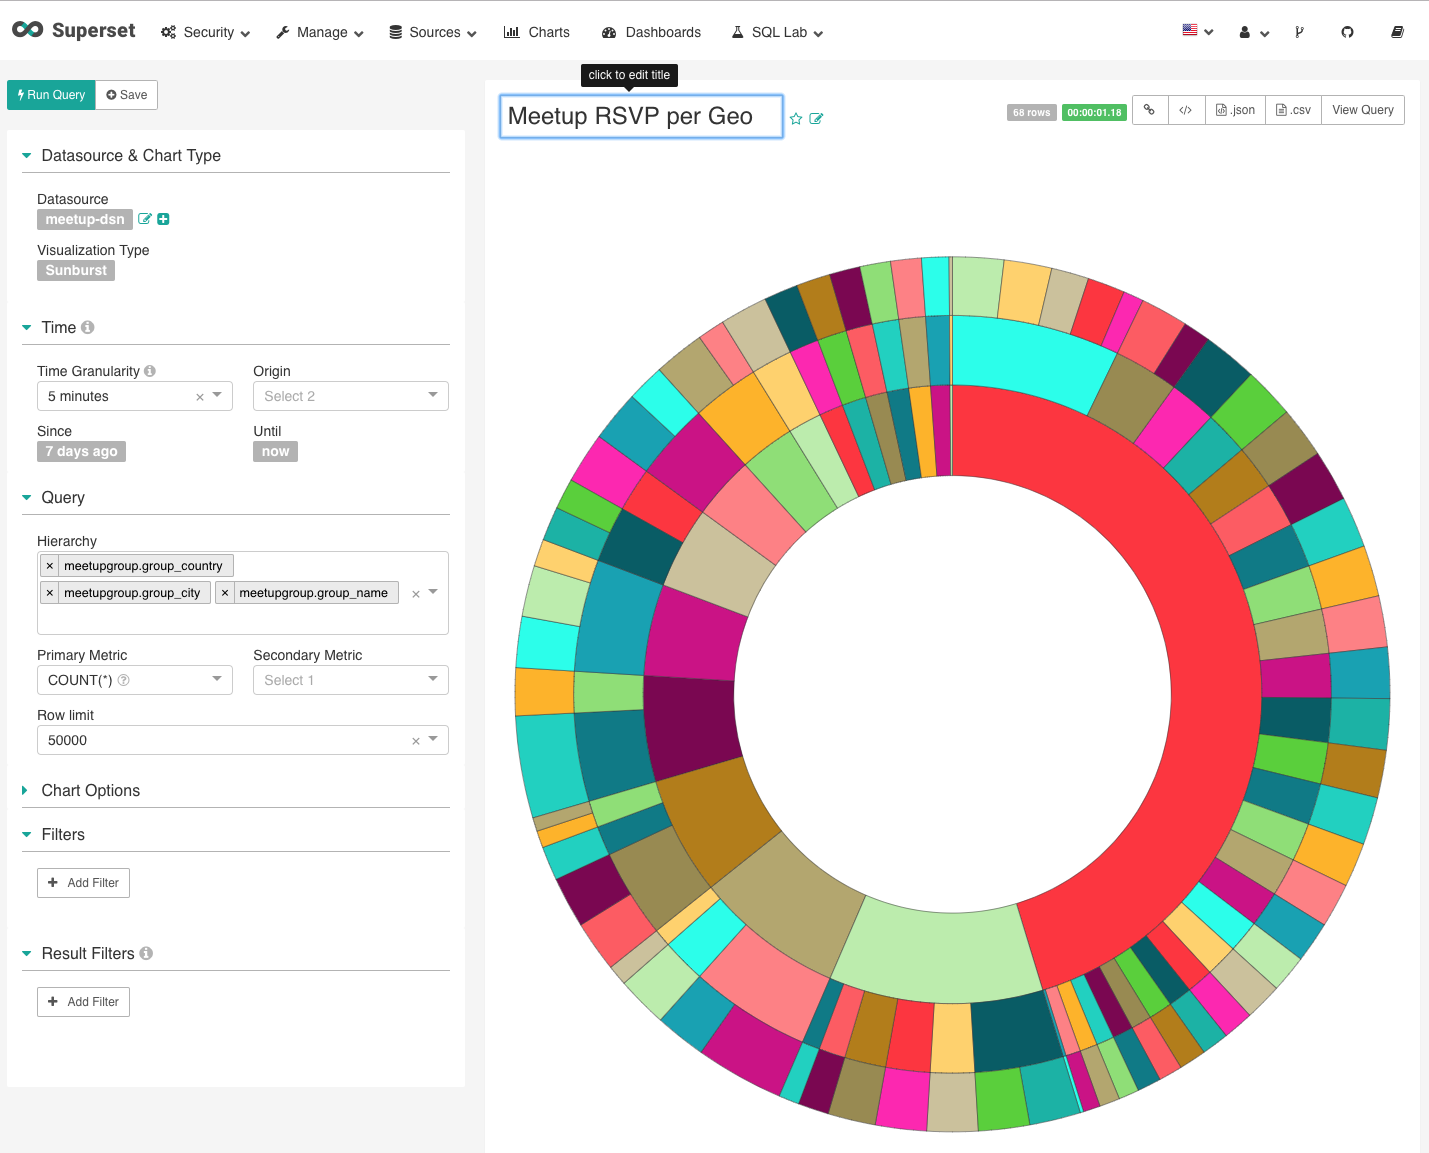 Superset Security Manage Sources Charts Dashboards SQL Lab
click to edit title
Run Query Save
Meetup RSVP per Geo
68 rows 00:00:01.18 </> .json .csv View Query
Datasource & Chart Type
Datasource
meetup-dsn
Visualization Type
Sunburst
Time
Time Granularity Origin
5 minutes × Select 2
Since Until
7 days ago now
Query
Hierarchy
× meetupgroup.group_country
× meetupgroup.group_city × meetupgroup.group_name ×
Primary Metric Secondary Metric
COUNT(*) Select 1
Row limit
50000 ×
Chart Options
Filters
+ Add Filter
Result Filters
+ Add Filter